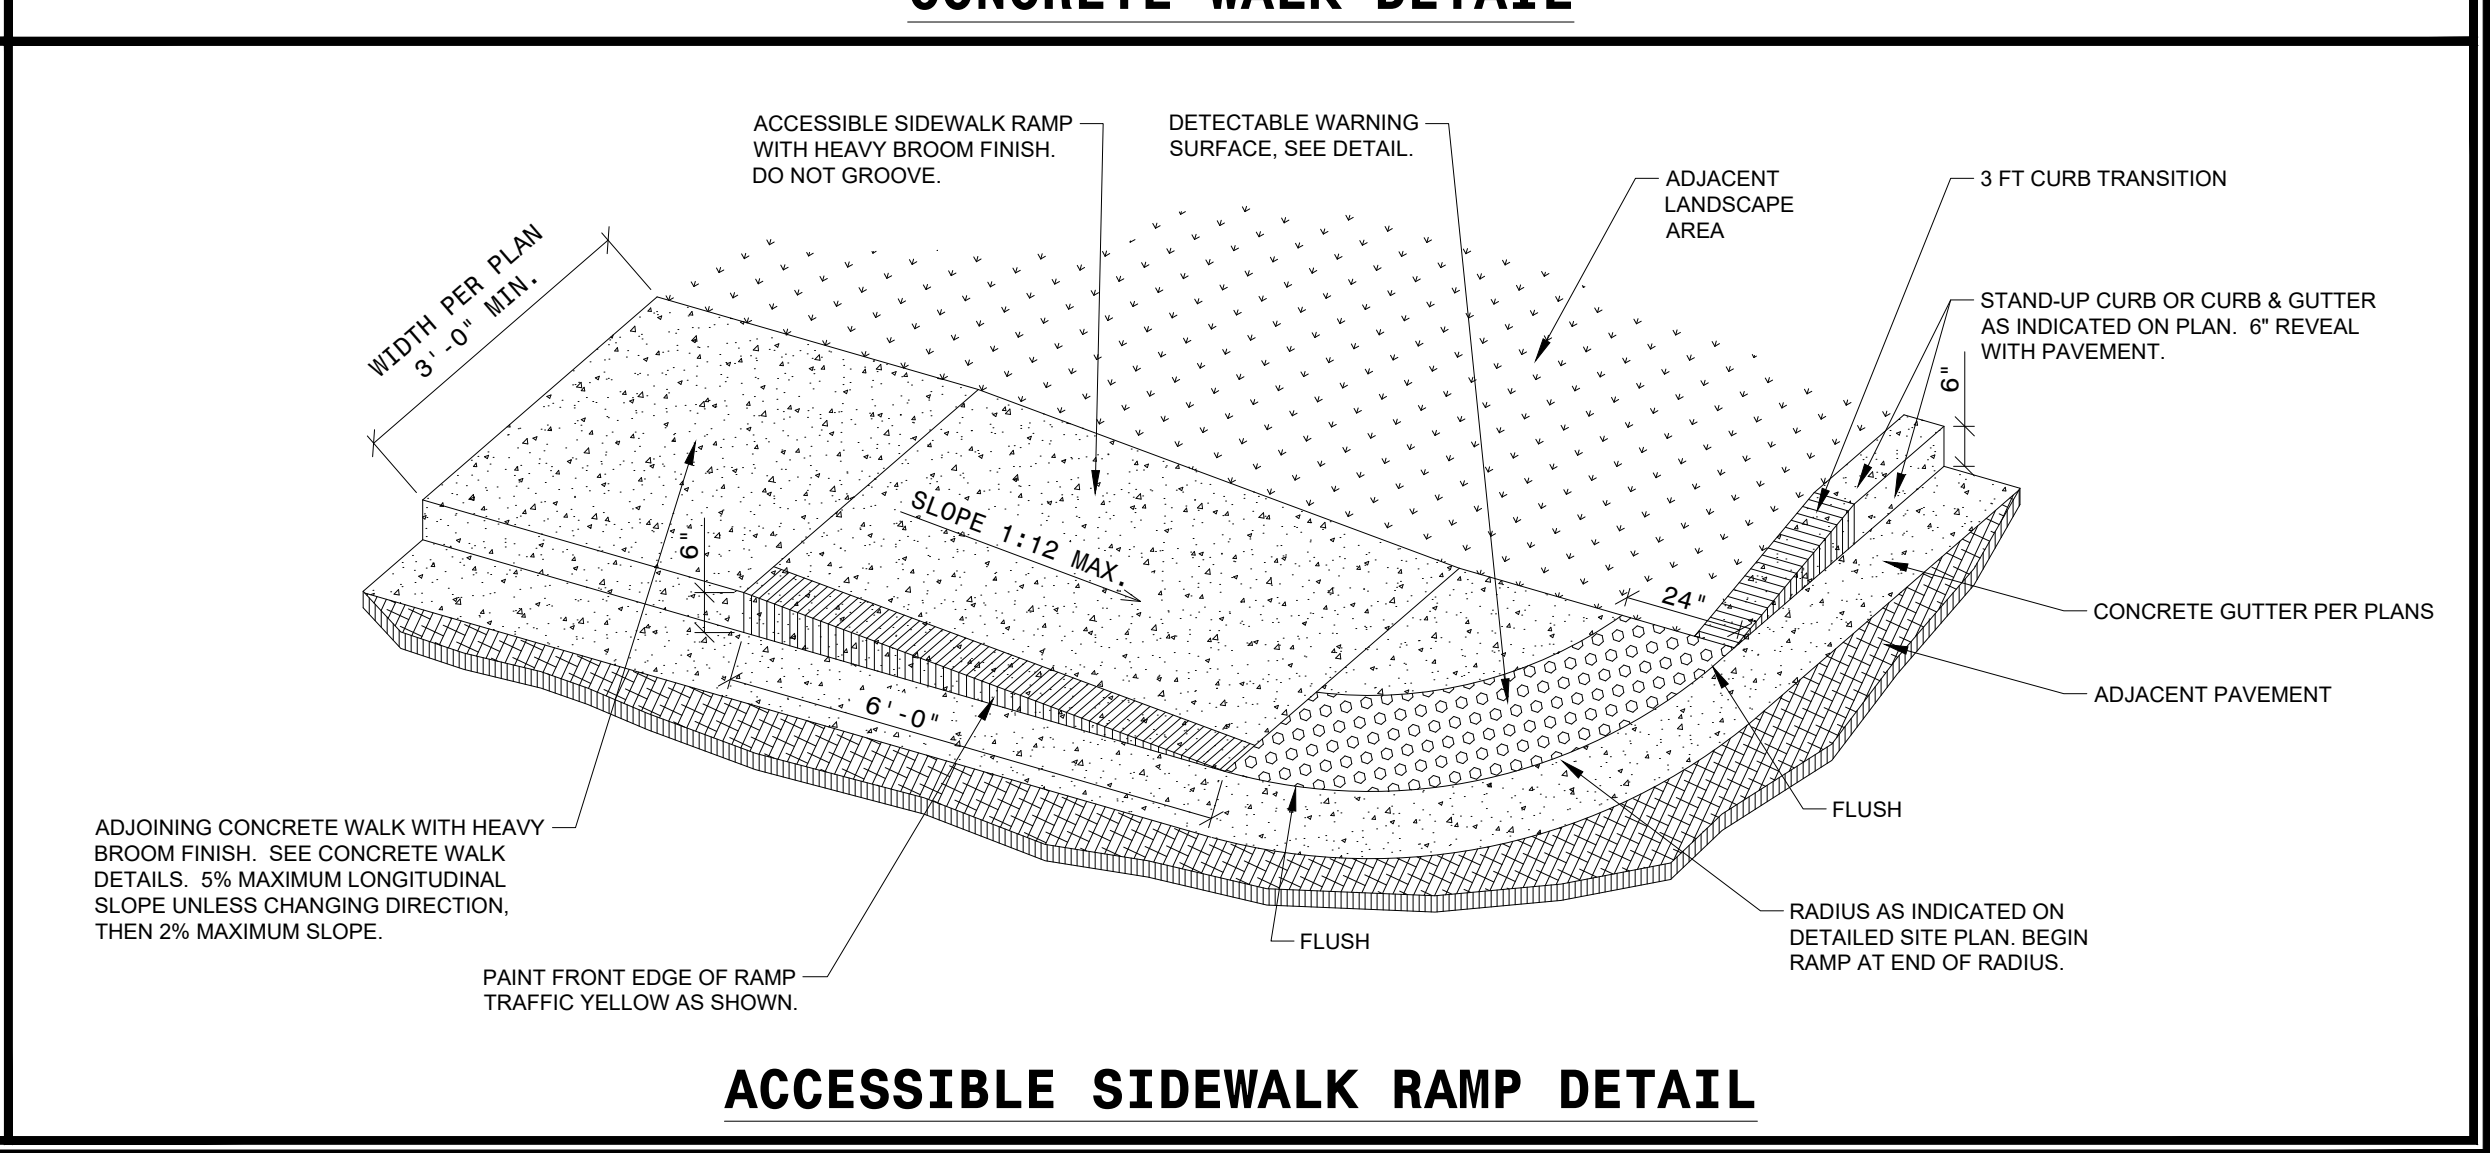 CONCRETE WALK DETAIL
ACCESSIBLE SIDEWALK RAMP
WITH HEAVY BROOM FINISH.
DO NOT GROOVE.
DETECTABLE WARNING
SURFACE, SEE DETAIL.
ADJACENT
LANDSCAPE
AREA
3 FT CURB TRANSITION
STAND-UP CURB OR CURB & GUTTER
AS INDICATED ON PLAN.  6" REVEAL
WITH PAVEMENT.
6"
WIDTH PER PLAN
3'-0" MIN.
SLOPE 1:12 MAX.
6"
24"
6'-0"
CONCRETE GUTTER PER PLANS
ADJACENT PAVEMENT
FLUSH
ADJOINING CONCRETE WALK WITH HEAVY
BROOM FINISH.  SEE CONCRETE WALK
DETAILS.  5% MAXIMUM LONGITUDINAL
SLOPE UNLESS CHANGING DIRECTION,
THEN 2% MAXIMUM SLOPE.
PAINT FRONT EDGE OF RAMP
TRAFFIC YELLOW AS SHOWN.
FLUSH
RADIUS AS INDICATED ON
DETAILED SITE PLAN. BEGIN
RAMP AT END OF RADIUS.
ACCESSIBLE SIDEWALK RAMP DETAIL